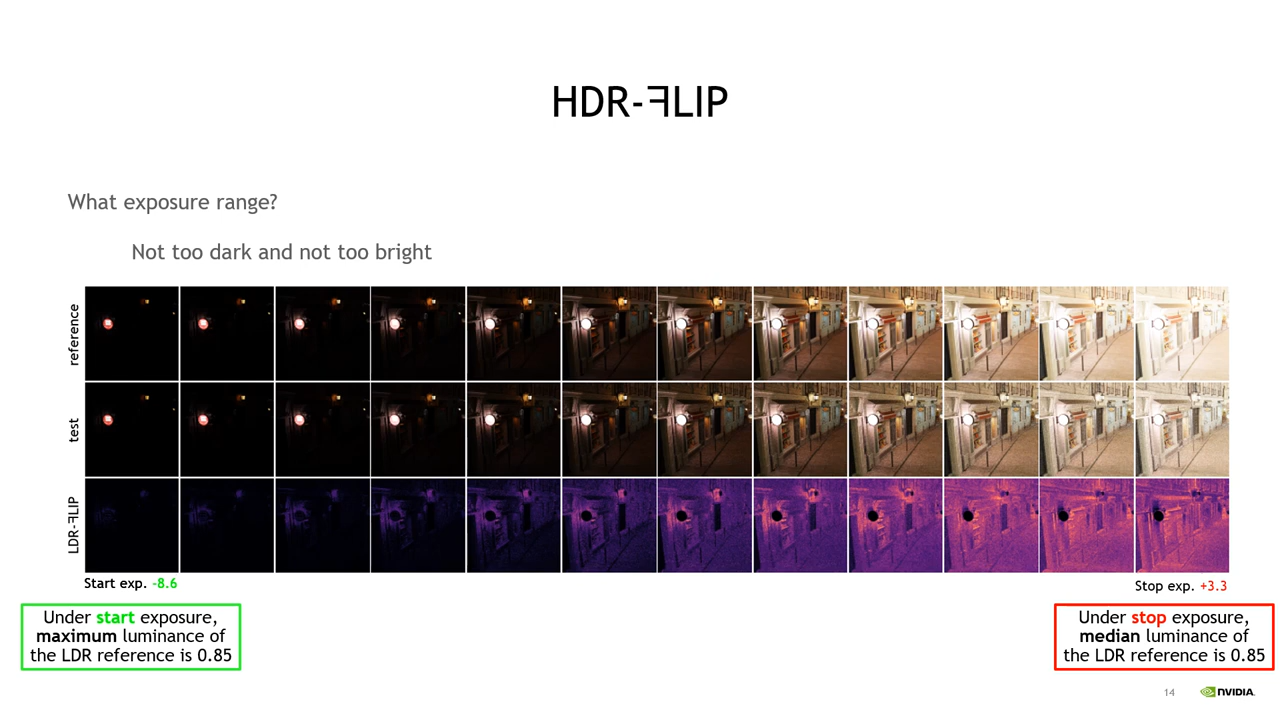 HDR-ꟻLIP
What exposure range?
Not too dark and not too bright
reference
test
LDR-ꟻLIP
Start exp. -8.6
Stop exp. +3.3
Under start exposure,
maximum luminance of
the LDR reference is 0.85
Under stop exposure,
median luminance of
the LDR reference is 0.85
14
NVIDIA.